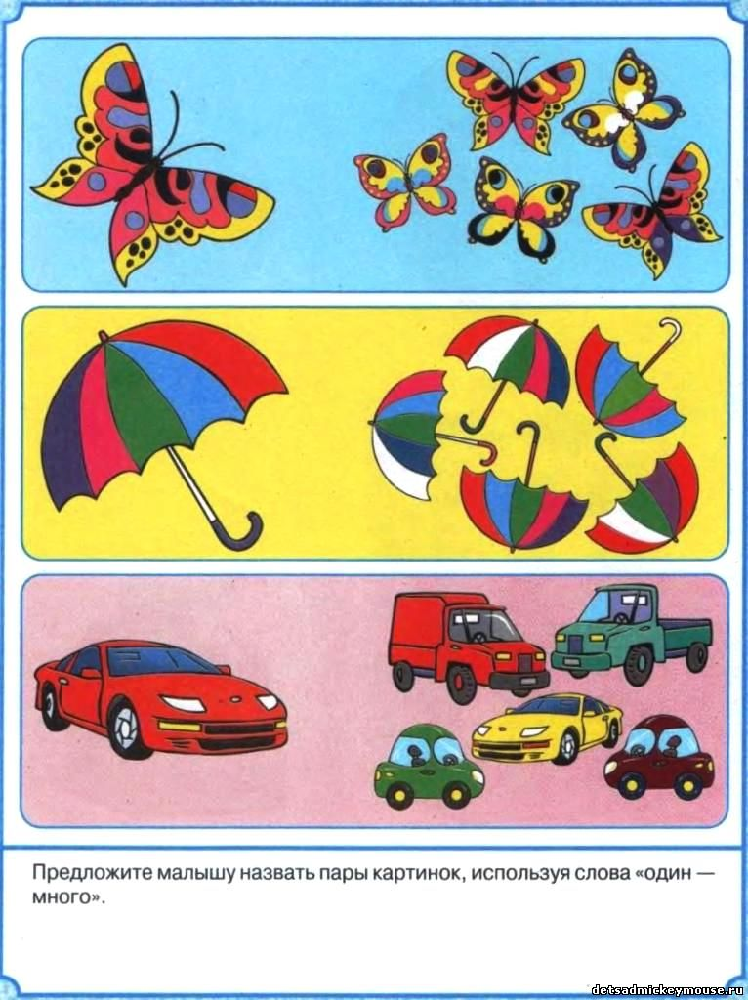 Предложите малышу назвать пары картинок, используя слова «один —
много».
detsadmickeymouse.ru